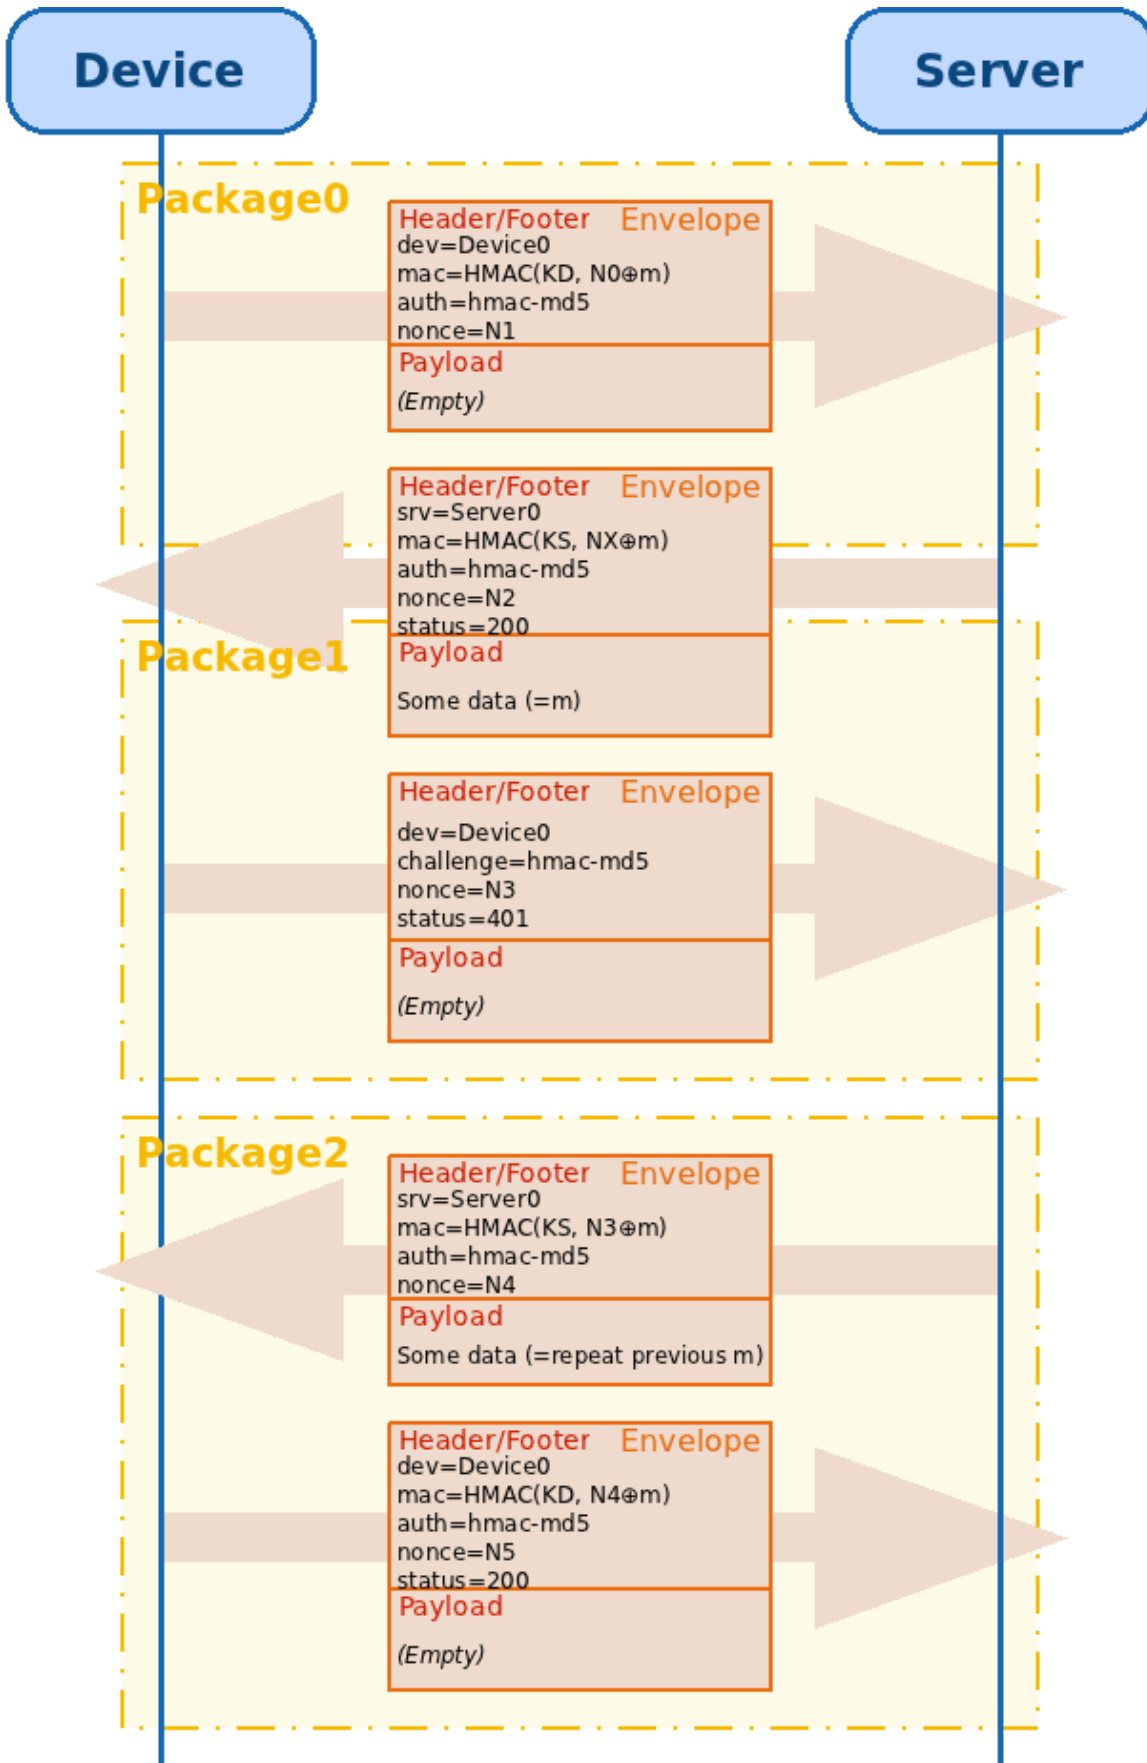 Device
Server
Package0
Header/Footer Envelope
dev=Device0
mac=HMAC(KD, N0⊕m)
auth=hmac-md5
nonce=N1
Payload
(Empty)
Header/Footer Envelope
srv=Server0
mac=HMAC(KS, NX⊕m)
auth=hmac-md5
nonce=N2
status=200
Package1
Payload
Some data (=m)
Header/Footer Envelope
dev=Device0
challenge=hmac-md5
nonce=N3
status=401
Payload
(Empty)
Package2
Header/Footer Envelope
srv=Server0
mac=HMAC(KS, N3⊕m)
auth=hmac-md5
nonce=N4
Payload
Some data (=repeat previous m)
Header/Footer Envelope
dev=Device0
mac=HMAC(KD, N4⊕m)
auth=hmac-md5
nonce=N5
status=200
Payload
(Empty)